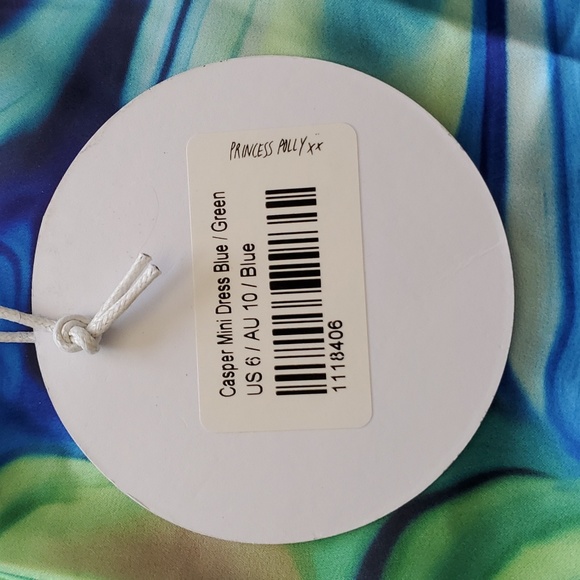 PRINCESS POLLY xx
Casper Mini Dress Blue / Green
US 6 / AU 10 / Blue
1118406